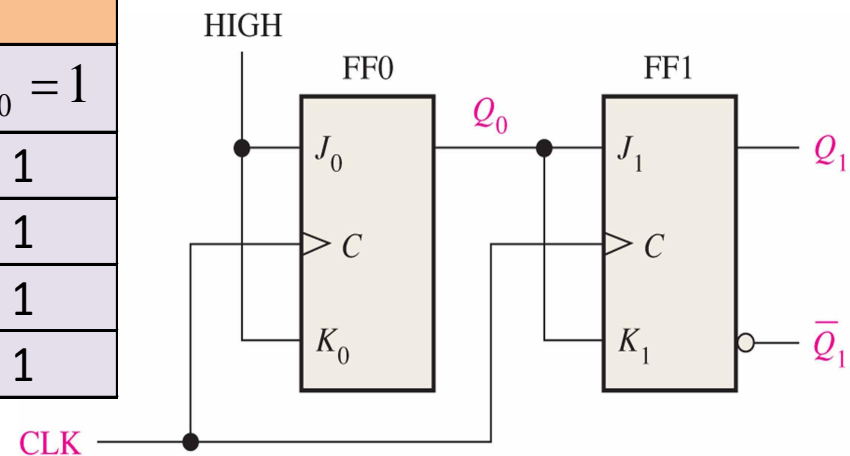 ₀ = 1
1
1
1
1
HIGH
FF0
FF1
Q₀
J₀
J₁
Q₁
C
C
K₀
K₁
Q̅₁
CLK